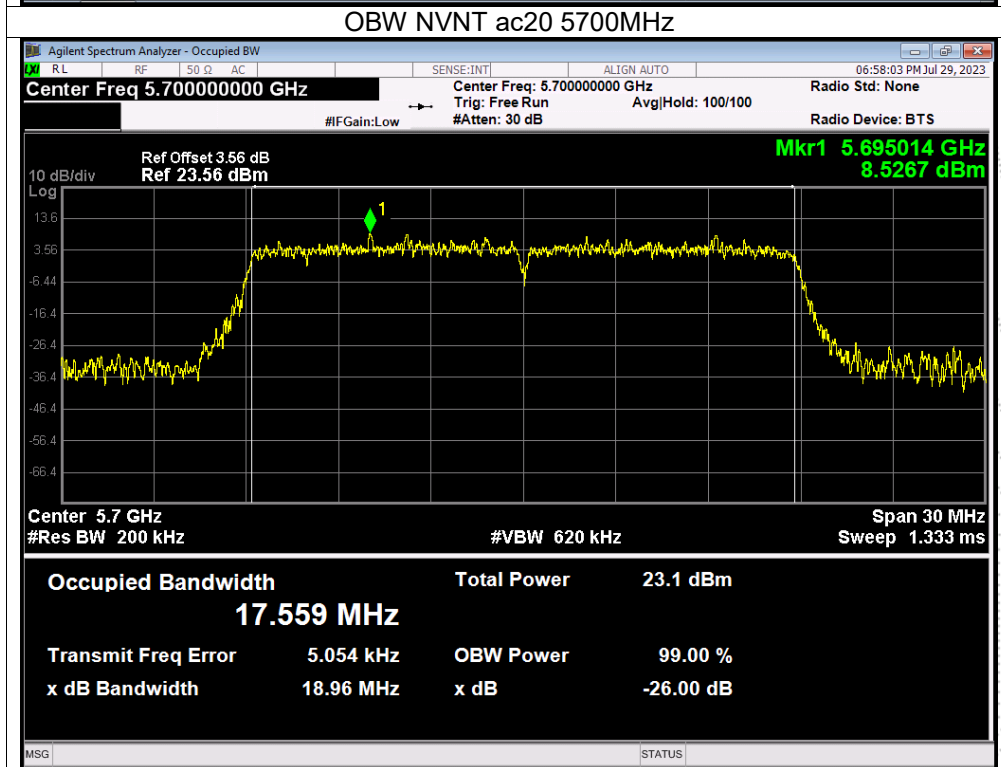 OBW NVNT ac20 5700MHz
Agilent Spectrum Analyzer - Occupied BW
LXI RL RF 50 Ω AC SENSE:INT ALIGN AUTO 06:58:03 PM Jul 29, 2023
Center Freq 5.700000000 GHz Center Freq: 5.700000000 GHz Radio Std: None
Trig: Free Run Avg|Hold: 100/100
#IFGain:Low #Atten: 30 dB Radio Device: BTS
Ref Offset 3.56 dB Mkr1 5.695014 GHz
10 dB/div Ref 23.56 dBm 8.5267 dBm
Log
1
13.6
3.56
-6.44
-16.4
-26.4
-36.4
-46.4
-56.4
-66.4
Center 5.7 GHz Span 30 MHz
#Res BW 200 kHz #VBW 620 kHz Sweep 1.333 ms
Occupied Bandwidth Total Power 23.1 dBm
17.559 MHz
Transmit Freq Error 5.054 kHz OBW Power 99.00 %
x dB Bandwidth 18.96 MHz x dB -26.00 dB
MSG STATUS